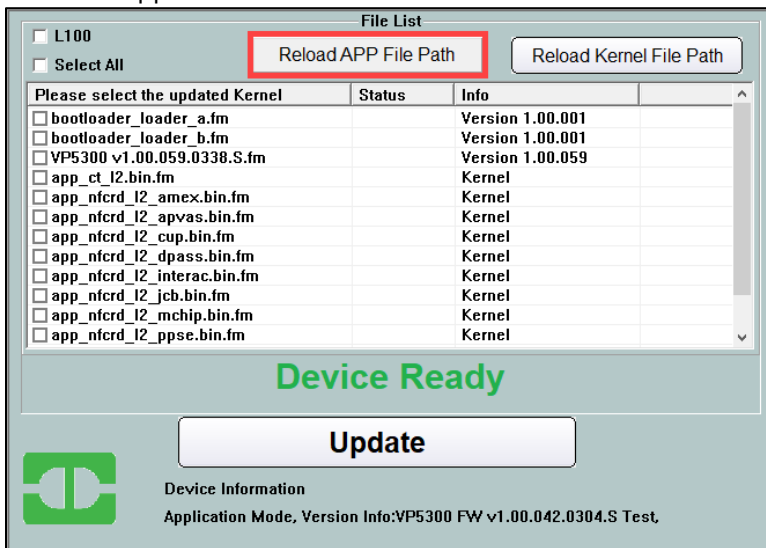 File List
L100
Select All
Reload APP File Path
Reload Kernel File Path
Please select the updated Kernel Status Info
bootloader_loader_a.fm Version 1.00.001
bootloader_loader_b.fm Version 1.00.001
VP5300 v1.00.059.0338.S.fm Version 1.00.059
app_ct_l2.bin.fm Kernel
app_nfcrd_l2_amex.bin.fm Kernel
app_nfcrd_l2_apvas.bin.fm Kernel
app_nfcrd_l2_cup.bin.fm Kernel
app_nfcrd_l2_dpass.bin.fm Kernel
app_nfcrd_l2_interac.bin.fm Kernel
app_nfcrd_l2_jcb.bin.fm Kernel
app_nfcrd_l2_mchip.bin.fm Kernel
app_nfcrd_l2_ppse.bin.fm Kernel
Device Ready
Update
Device Information
Application Mode, Version Info:VP5300 FW v1.00.042.0304.S Test,